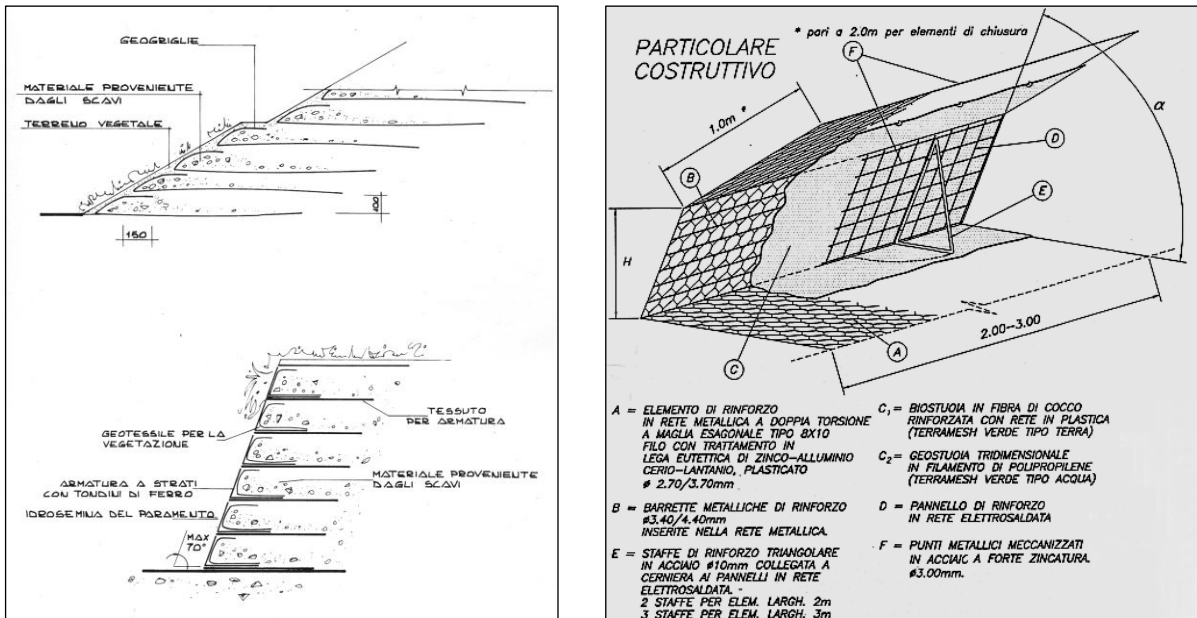 GEOGRIGLIE
MATERIALE PROVENIENTE
DAGLI SCAVI
TERRENO VEGETALE
100
150
TESSUTO
PER ARMATURA
GEOTESSILE PER LA
VEGETAZIONE
MATERIALE PROVENIENTE
DAGLI SCAVI
ARMATURA A STRATI
CON TONDINI DI FERRO
IDROSEMINA DEL PARAMENTO
MAX
70°
PARTICOLARE
COSTRUTTIVO
* pari a 2.0m per elementi di chiusura
F
1.0m *
α
D
B
E
H
2.00--3.00
A
C
A = ELEMENTO DI RINFORZO
IN RETE METALLICA A DOPPIA TORSIONE
A MAGLIA ESAGONALE TIPO 8X10
FILO CON TRATTAMENTO IN
LEGA EUTETTICA DI ZINCO-ALLUMINIO
CERIO-LANTANIO, PLASTICATO
ø 2.70/3.70mm
B = BARRETTE METALLICHE DI RINFORZO
ø3.40/4.40mm
INSERITE NELLA RETE METALLICA.
E = STAFFE DI RINFORZO TRIANGOLARE
IN ACCIAIO ø10mm COLLEGATA A
CERNIERA AI PANNELLI IN RETE
ELETTROSALDATA. -
2 STAFFE PER ELEM. LARGH. 2m
3 STAFFE PER ELEM. LARGH. 3m
C₁ = BIOSTUOIA IN FIBRA DI COCCO
RINFORZATA CON RETE IN PLASTICA
(TERRAMESH VERDE TIPO TERRA)
C₂ = GEOSTUOIA TRIDIMENSIONALE
IN FILAMENTO DI POLIPROPILENE
(TERRAMESH VERDE TIPO ACQUA)
D = PANNELLO DI RINFORZO
IN RETE ELETTROSALDATA
F = PUNTI METALLICI MECCANIZZATI
IN ACCIAIO A FORTE ZINCATURA.
ø3.00mm.